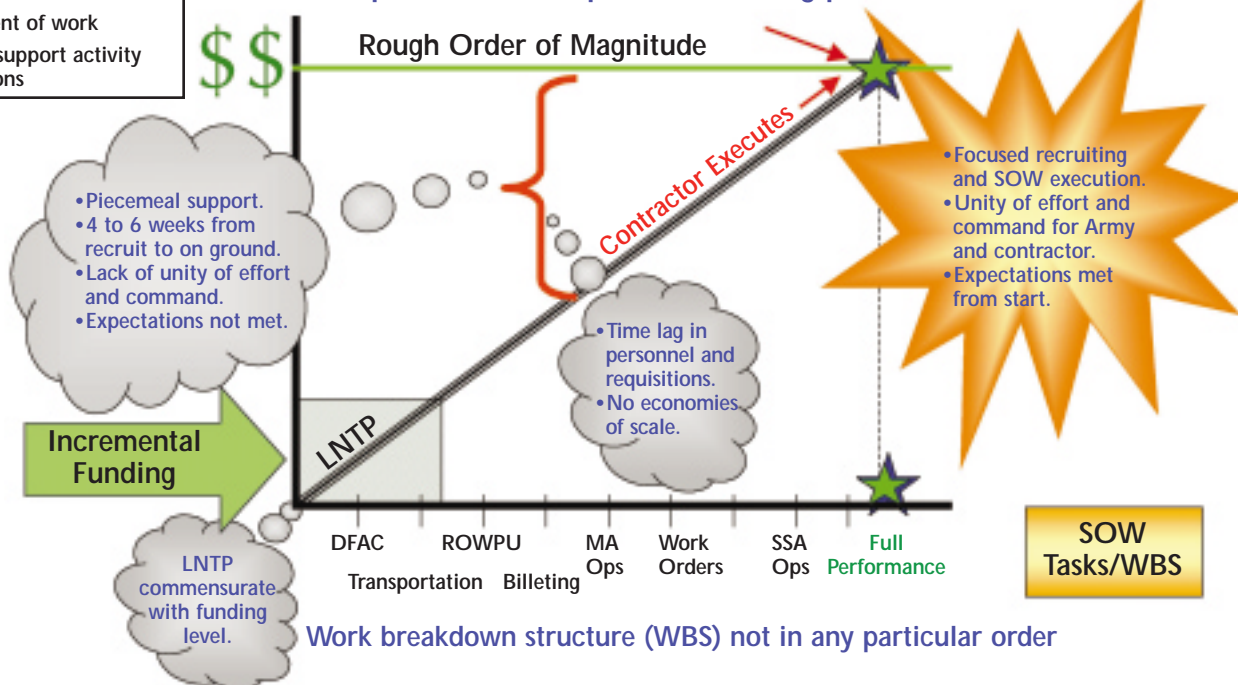 ent of work
support activity
ons
$$
Rough Order of Magnitude
•Focused recruiting
and SOW execution.
•Unity of effort and
command for Army
and contractor.
•Expectations met
from start.
•Piecemeal support.
•4 to 6 weeks from
recruit to on ground.
•Lack of unity of effort
and command.
•Expectations not met.
Contractor Executes
•Time lag in
personnel and
requisitions.
•No economies
of scale.
LNTP
Incremental
Funding
LNTP
commensurate
with funding
level.
DFAC
Transportation
ROWPU
Billeting
MA
Ops
Work
Orders
SSA
Ops
Full
Performance
SOW
Tasks/WBS
Work breakdown structure (WBS) not in any particular order